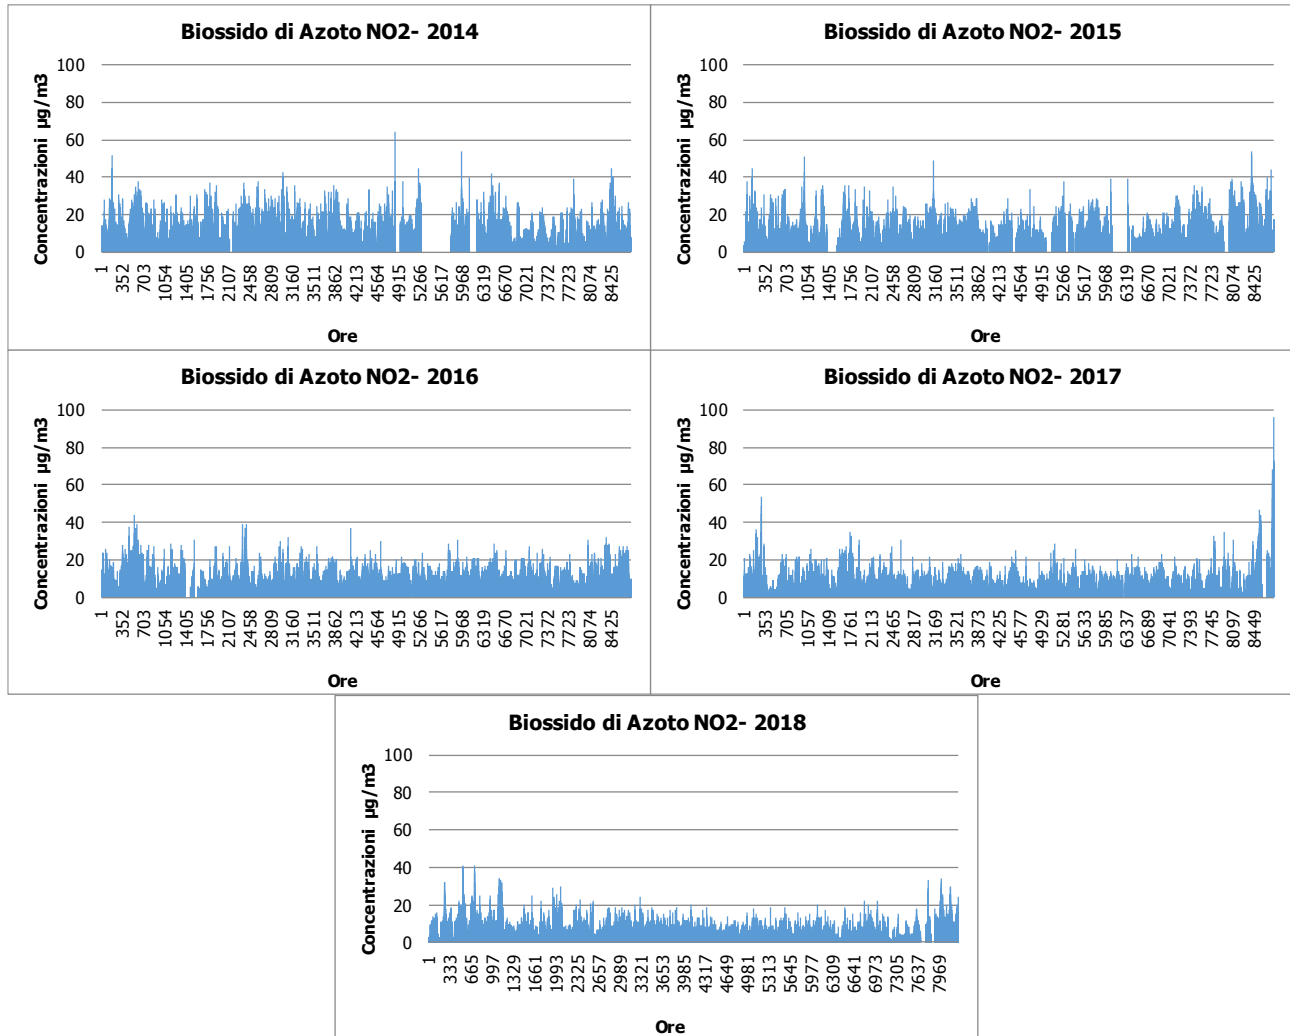 Biossido di Azoto NO2- 2014
Concentrazioni µg/m3
100
80
60
40
20
0
1 352 703 1054 1405 1756 2107 2458 2809 3160 3511 3862 4213 4564 4915 5266 5617 5968 6319 6670 7021 7372 7723 8074 8425
Ore
Biossido di Azoto NO2- 2015
Concentrazioni µg/m3
100
80
60
40
20
0
1 352 703 1054 1405 1756 2107 2458 2809 3160 3511 3862 4213 4564 4915 5266 5617 5968 6319 6670 7021 7372 7723 8074 8425
Ore
Biossido di Azoto NO2- 2016
Concentrazioni µg/m3
100
80
60
40
20
0
1 352 703 1054 1405 1756 2107 2458 2809 3160 3511 3862 4213 4564 4915 5266 5617 5968 6319 6670 7021 7372 7723 8074 8425
Ore
Biossido di Azoto NO2- 2017
Concentrazioni µg/m3
100
80
60
40
20
0
1 353 705 1057 1409 1761 2113 2465 2817 3169 3521 3873 4225 4577 4929 5281 5633 5985 6337 6689 7041 7393 7745 8097 8449
Ore
Biossido di Azoto NO2- 2018
Concentrazioni µg/m3
100
80
60
40
20
0
1 333 665 997 1329 1661 1993 2325 2657 2989 3321 3653 3985 4317 4649 4981 5313 5645 5977 6309 6641 6973 7305 7637 7969
Ore